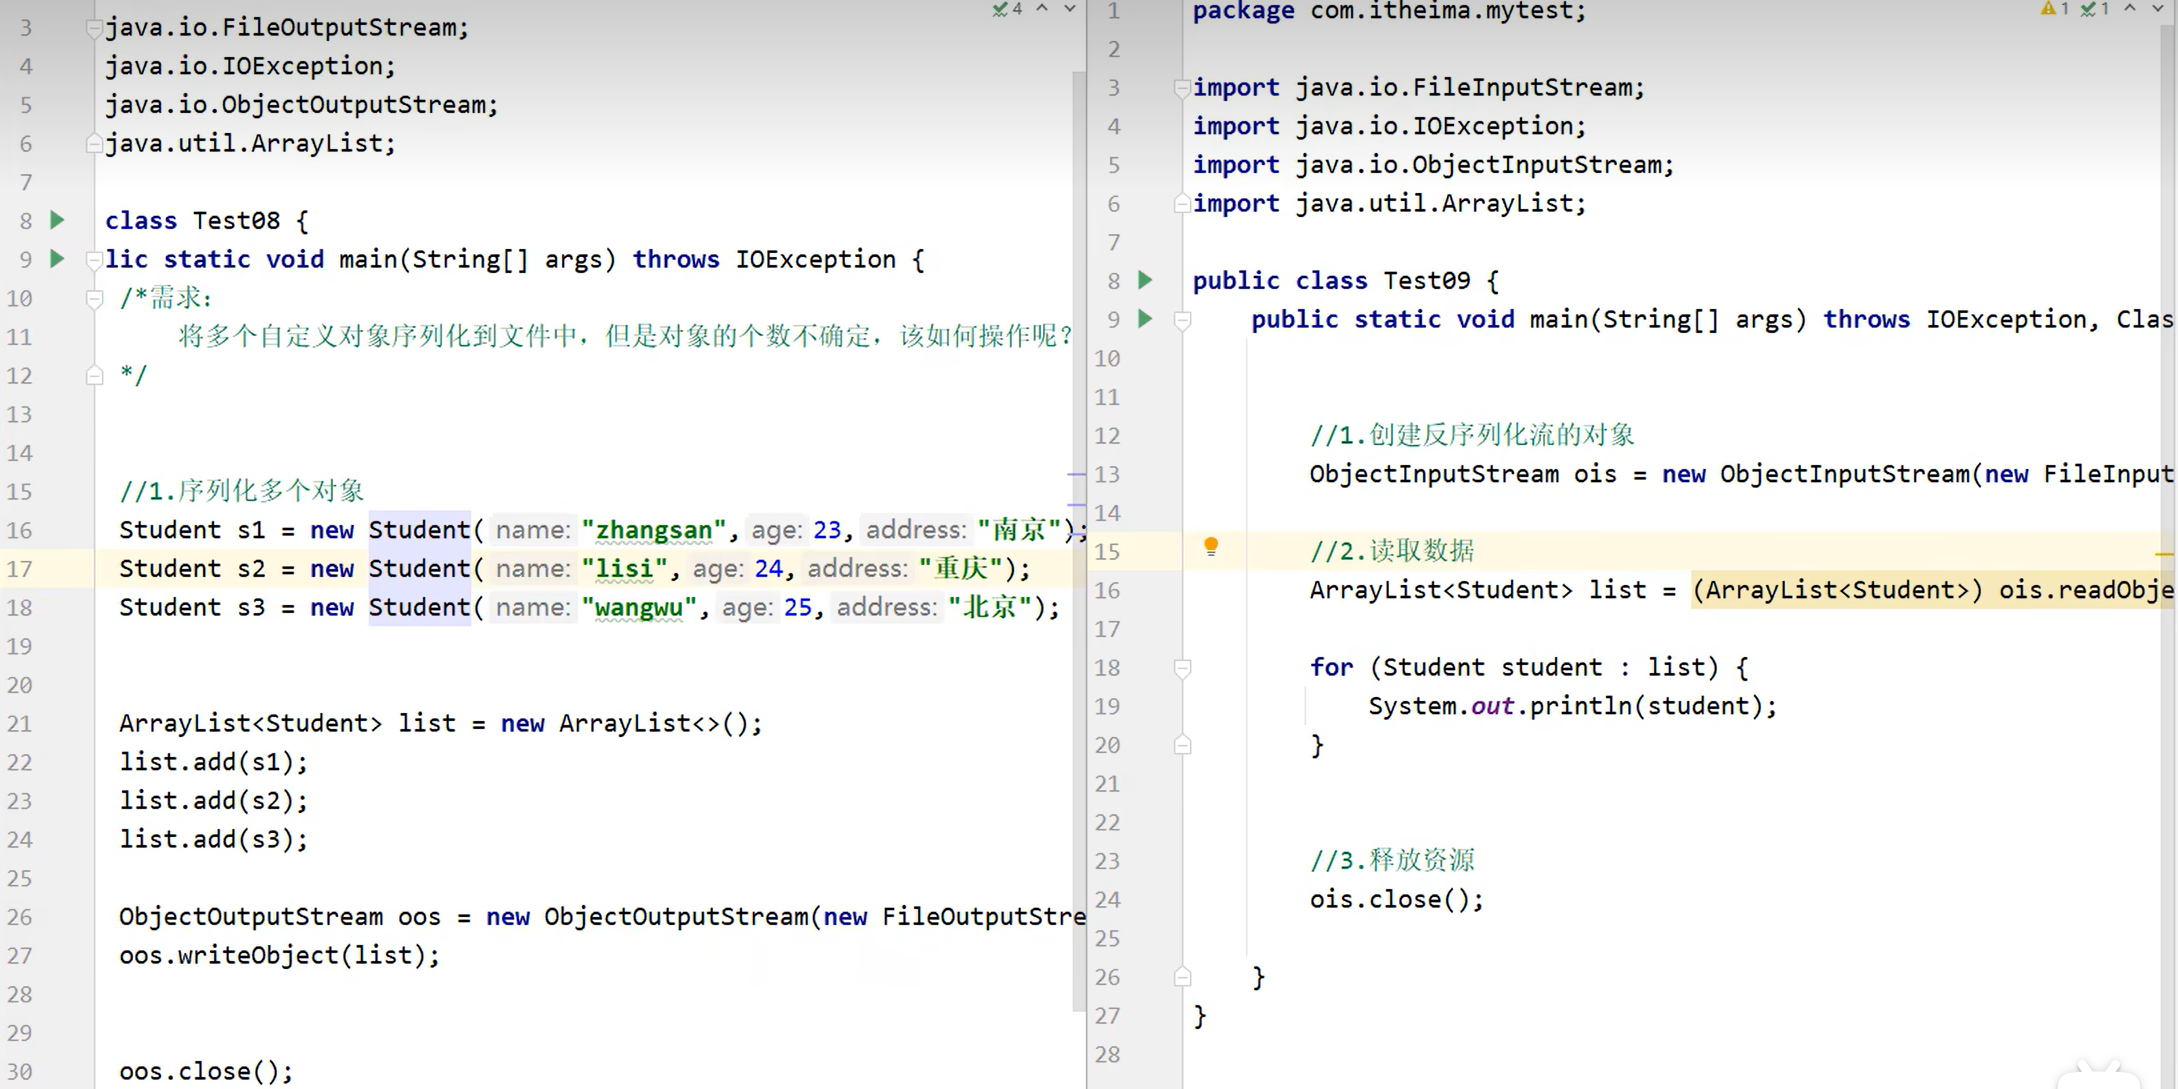 3 java.io.FileOutputStream;
4 java.io.IOException;
5 java.io.ObjectOutputStream;
6 java.util.ArrayList;
7
8 class Test08 {
9 lic static void main(String[] args) throws IOException {
10 /*需求：
11 将多个自定义对象序列化到文件中，但是对象的个数不确定，该如何操作呢？
12 */
13
14
15 //1.序列化多个对象
16 Student s1 = new Student( name: "zhangsan", age: 23, address: "南京");
17 Student s2 = new Student( name: "lisi", age: 24, address: "重庆");
18 Student s3 = new Student( name: "wangwu", age: 25, address: "北京");
19
20
21 ArrayList<Student> list = new ArrayList<>();
22 list.add(s1);
23 list.add(s2);
24 list.add(s3);
25
26 ObjectOutputStream oos = new ObjectOutputStream(new FileOutputStre
27 oos.writeObject(list);
28
29
30 oos.close();
4
1 package com.itheima.mytest;
2
3 import java.io.FileInputStream;
4 import java.io.IOException;
5 import java.io.ObjectInputStream;
6 import java.util.ArrayList;
7
8 public class Test09 {
9 public static void main(String[] args) throws IOException, Clas
10
11
12 //1.创建反序列化流的对象
13 ObjectInputStream ois = new ObjectInputStream(new FileInput
14
15 //2.读取数据
16 ArrayList<Student> list = (ArrayList<Student>) ois.readObje
17
18 for (Student student : list) {
19 System.out.println(student);
20 }
21
22
23 //3.释放资源
24 ois.close();
25
26 }
27 }
28
1 1